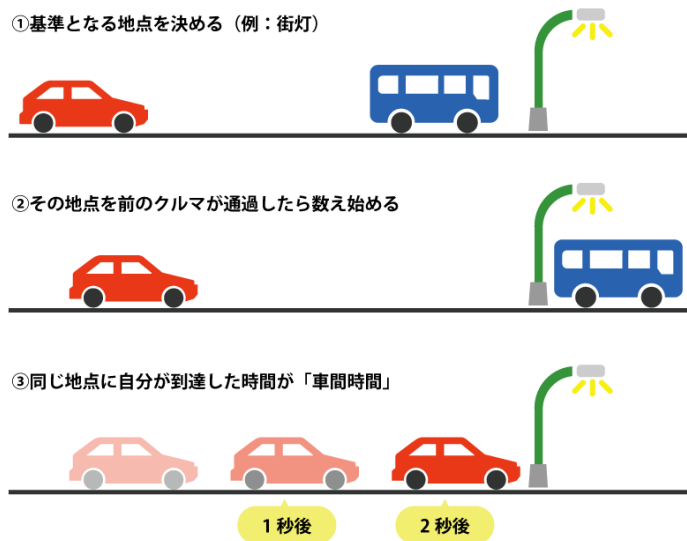 ①基準となる地点を決める（例：街灯）
②その地点を前のクルマが通過したら数え始める
③同じ地点に自分が到達した時間が「車間時間」
1秒後
2秒後